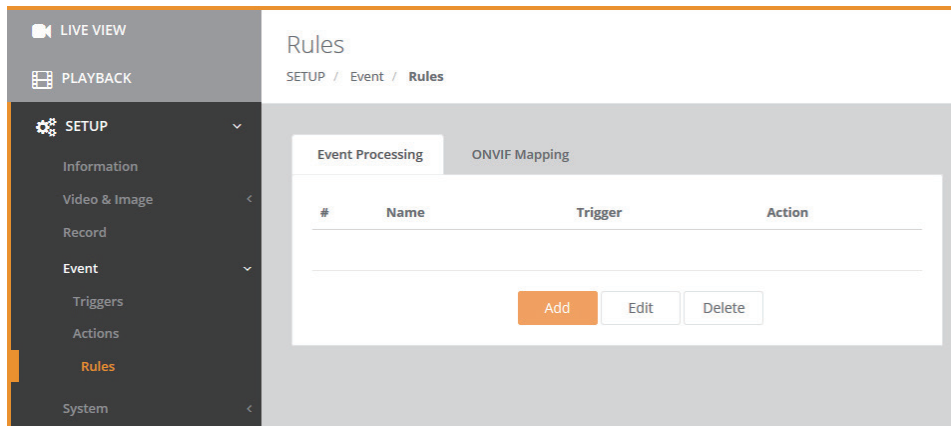 LIVE VIEW
PLAYBACK
SETUP
Information
Video & Image
Record
Event
Triggers
Actions
Rules
System
Rules
SETUP / Event / Rules
Event Processing ONVIF Mapping
# Name Trigger Action
Add Edit Delete